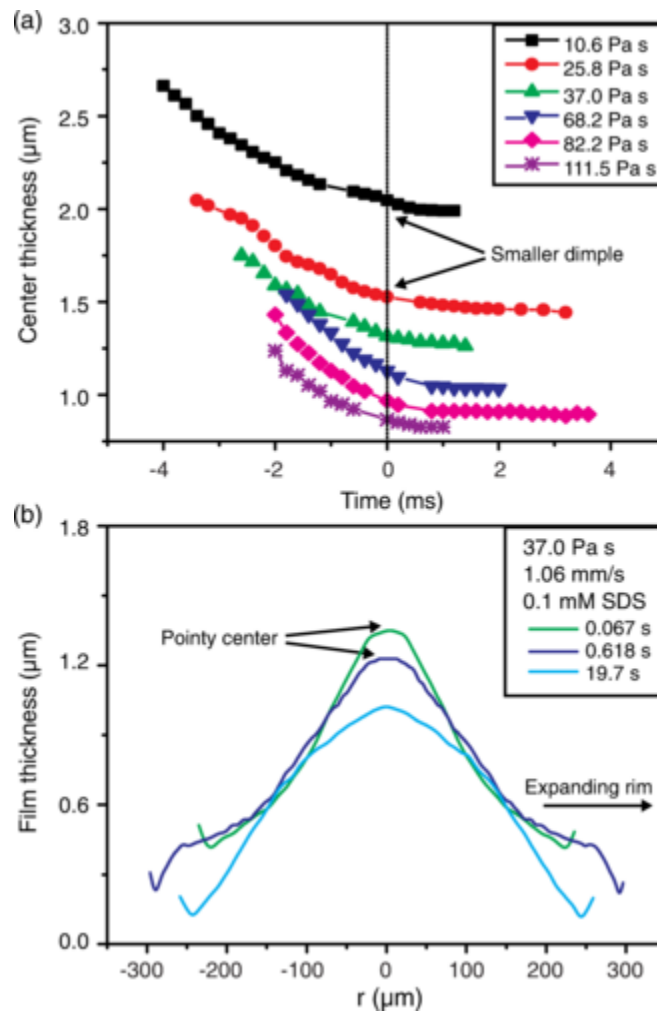 (a)
3.0
2.5
2.0
1.5
1.0
Center thickness (μm)
10.6 Pa s
25.8 Pa s
37.0 Pa s
68.2 Pa s
82.2 Pa s
111.5 Pa s
Smaller dimple
-4 -2 0 2 4
Time (ms)
(b)
1.8
1.2
0.6
0.0
Film thickness (μm)
37.0 Pa s
1.06 mm/s
0.1 mM SDS
0.067 s
0.618 s
19.7 s
Pointy center
Expanding rim
-300 -200 -100 0 100 200 300
r (μm)